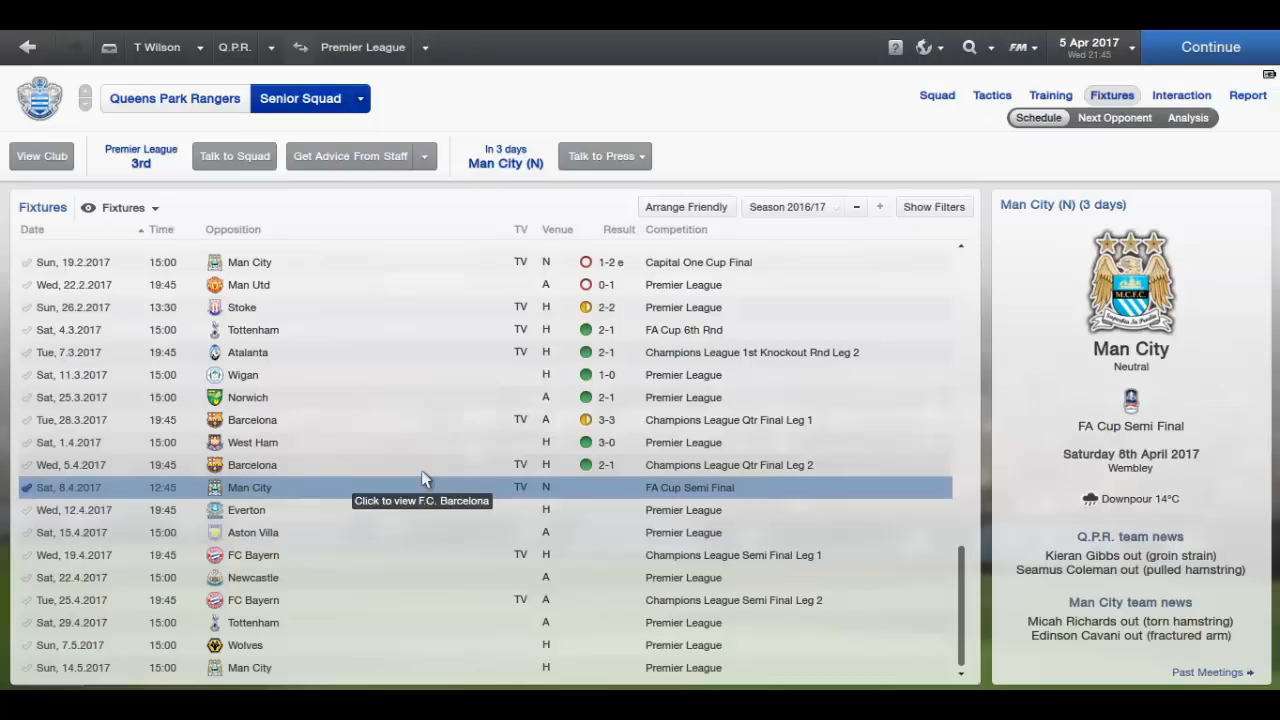 T Wilson Q.P.R. Premier League ? FM 5 Apr 2017 Continue
Wed 21:45
Queens Park Rangers Senior Squad Squad Tactics Training Fixtures Interaction Report
Schedule Next Opponent Analysis
View Club Premier League 3rd Talk to Squad Get Advice From Staff In 3 days Man City (N) Talk to Press
Fixtures Fixtures Arrange Friendly Season 2016/17 - + Show Filters
Date Time Opposition TV Venue Result Competition
Sun, 19.2.2017 15:00 Man City TV N 1-2 e Capital One Cup Final
Wed, 22.2.2017 19:45 Man Utd A 0-1 Premier League
Sun, 26.2.2017 13:30 Stoke TV H 2-2 Premier League
Sat, 4.3.2017 15:00 Tottenham TV H 2-1 FA Cup 6th Rnd
Tue, 7.3.2017 19:45 Atalanta TV H 2-1 Champions League 1st Knockout Rnd Leg 2
Sat, 11.3.2017 15:00 Wigan H 1-0 Premier League
Sat, 25.3.2017 15:00 Norwich A 2-1 Premier League
Tue, 28.3.2017 19:45 Barcelona TV A 3-3 Champions League Qtr Final Leg 1
Sat, 1.4.2017 15:00 West Ham H 3-0 Premier League
Wed, 5.4.2017 19:45 Barcelona TV H 2-1 Champions League Qtr Final Leg 2
Sat, 8.4.2017 12:45 Man City TV N FA Cup Semi Final
Click to view F.C. Barcelona
Wed, 12.4.2017 19:45 Everton H Premier League
Sat, 15.4.2017 15:00 Aston Villa A Premier League
Wed, 19.4.2017 19:45 FC Bayern TV H Champions League Semi Final Leg 1
Sat, 22.4.2017 15:00 Newcastle A Premier League
Tue, 25.4.2017 19:45 FC Bayern TV A Champions League Semi Final Leg 2
Sat, 29.4.2017 15:00 Tottenham A Premier League
Sun, 7.5.2017 15:00 Wolves H Premier League
Sun, 14.5.2017 15:00 Man City H Premier League
Man City (N) (3 days)
M.C.F.C.
Man City
Neutral
FA Cup Semi Final
Saturday 8th April 2017
Wembley
Downpour 14°C
Q.P.R. team news
Kieran Gibbs out (groin strain)
Seamus Coleman out (pulled hamstring)
Man City team news
Micah Richards out (torn hamstring)
Edinson Cavani out (fractured arm)
Past Meetings